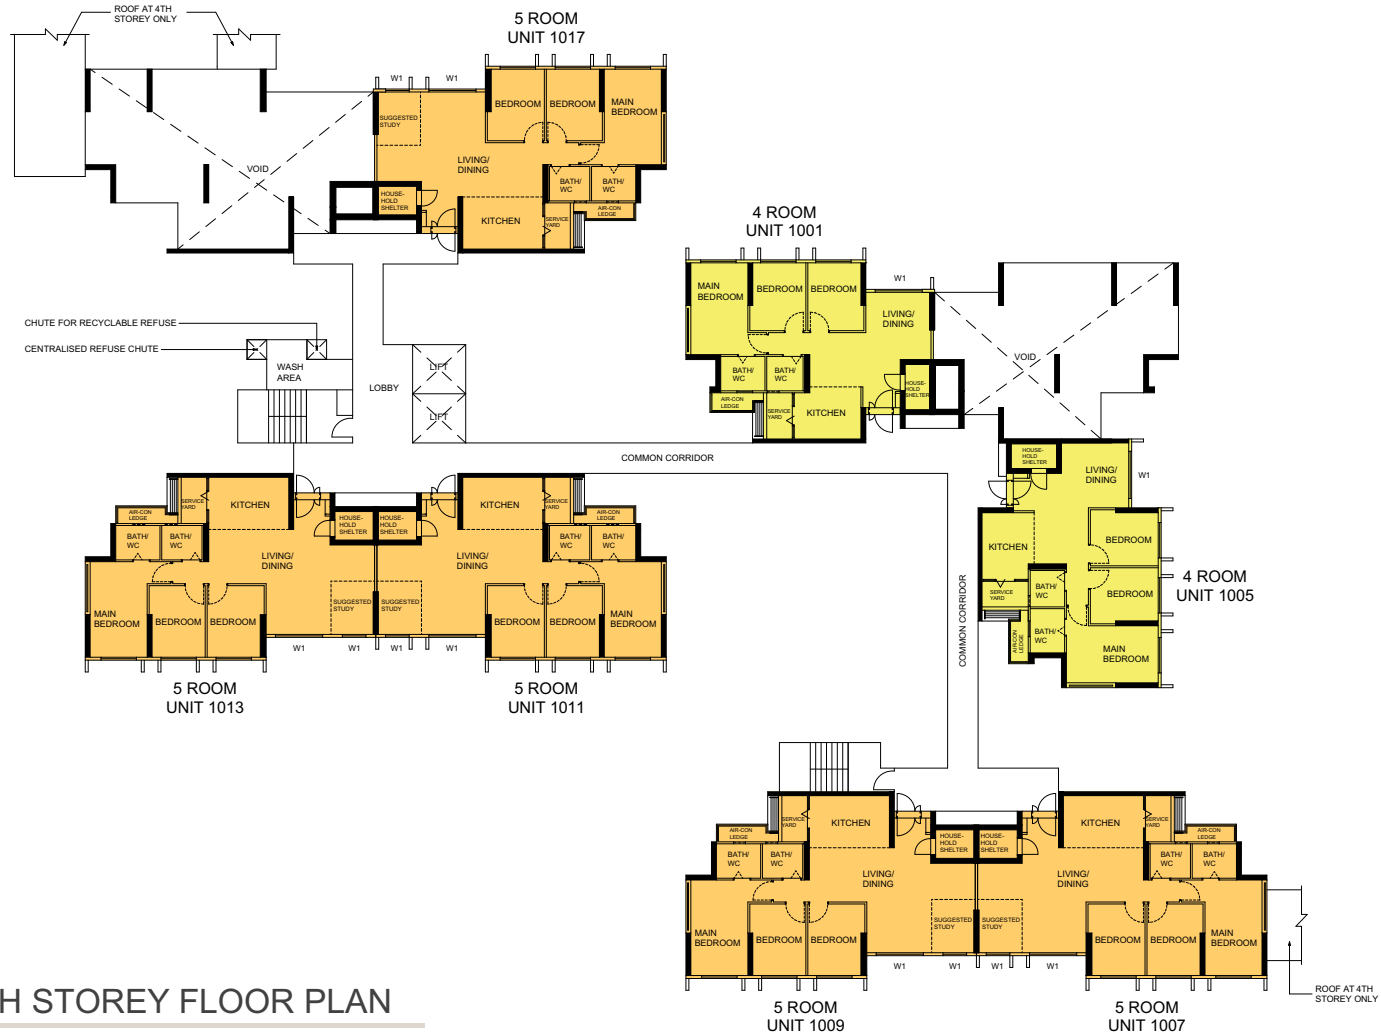 ROOF AT 4TH
STOREY ONLY
5 ROOM
UNIT 1017
W1
W1
BEDROOM
BEDROOM
MAIN
BEDROOM
SUGGESTED
STUDY
LIVING/
DINING
VOID
BATH/
WC
BATH/
WC
HOUSE-
HOLD
SHELTER
KITCHEN
SERVICE
YARD
AIR-CON
LEDGE
4 ROOM
UNIT 1001
MAIN
BEDROOM
BEDROOM
BEDROOM
W1
LIVING/
DINING
VOID
BATH/
WC
BATH/
WC
HOUSE-
HOLD
SHELTER
AIR-CON
LEDGE
SERVICE
YARD
KITCHEN
CHUTE FOR RECYCLABLE REFUSE
CENTRALISED REFUSE CHUTE
WASH
AREA
LOBBY
LIFT
LIFT
COMMON CORRIDOR
HOUSE-
HOLD
SHELTER
LIVING/
DINING
W1
KITCHEN
BEDROOM
SERVICE
YARD
BATH/
WC
BEDROOM
4 ROOM
UNIT 1005
AIR-CON
LEDGE
BATH/
WC
MAIN
BEDROOM
COMMON CORRIDOR
SERVICE
YARD
KITCHEN
AIR-CON
LEDGE
HOUSE-
HOLD
SHELTER
BATH/
WC
BATH/
WC
LIVING/
DINING
SUGGESTED
STUDY
MAIN
BEDROOM
BEDROOM
BEDROOM
W1
W1
5 ROOM
UNIT 1013
KITCHEN
SERVICE
YARD
AIR-CON
LEDGE
HOUSE-
HOLD
SHELTER
BATH/
WC
BATH/
WC
LIVING/
DINING
SUGGESTED
STUDY
BEDROOM
BEDROOM
MAIN
BEDROOM
W1
W1
5 ROOM
UNIT 1011
SERVICE
YARD
KITCHEN
AIR-CON
LEDGE
HOUSE-
HOLD
SHELTER
BATH/
WC
BATH/
WC
LIVING/
DINING
SUGGESTED
STUDY
MAIN
BEDROOM
BEDROOM
BEDROOM
W1
W1
5 ROOM
UNIT 1009
KITCHEN
SERVICE
YARD
AIR-CON
LEDGE
HOUSE-
HOLD
SHELTER
BATH/
WC
BATH/
WC
LIVING/
DINING
SUGGESTED
STUDY
BEDROOM
BEDROOM
MAIN
BEDROOM
W1
W1
5 ROOM
UNIT 1007
ROOF AT 4TH
STOREY ONLY
H STOREY FLOOR PLAN